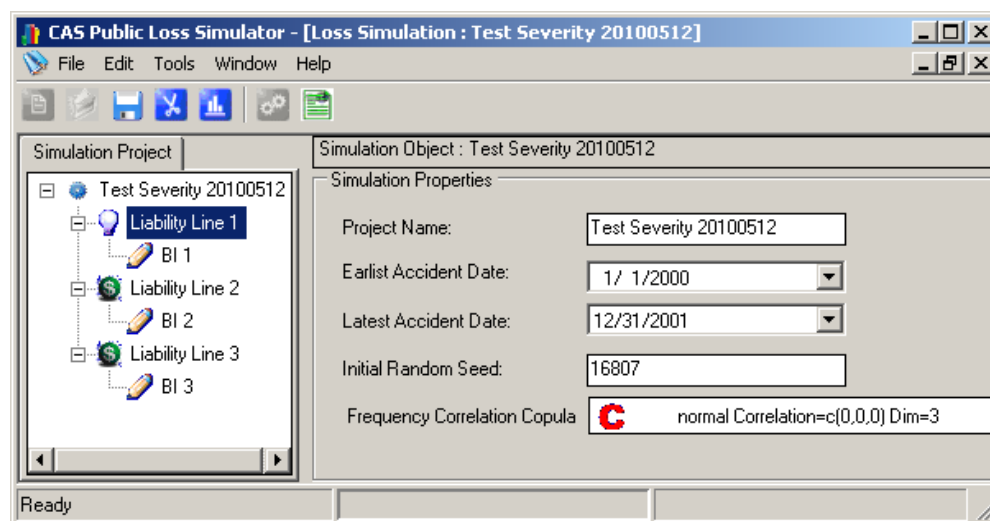 CAS Public Loss Simulator - [Loss Simulation : Test Severity 20100512]
File Edit Tools Window Help
Simulation Project
Simulation Object : Test Severity 20100512
Test Severity 20100512
Liability Line 1
BI 1
Liability Line 2
BI 2
Liability Line 3
BI 3
Simulation Properties
Project Name: Test Severity 20100512
Earlist Accident Date: 1/ 1/2000
Latest Accident Date: 12/31/2001
Initial Random Seed: 16807
Frequency Correlation Copula C normal Correlation=c(0,0,0) Dim=3
Ready